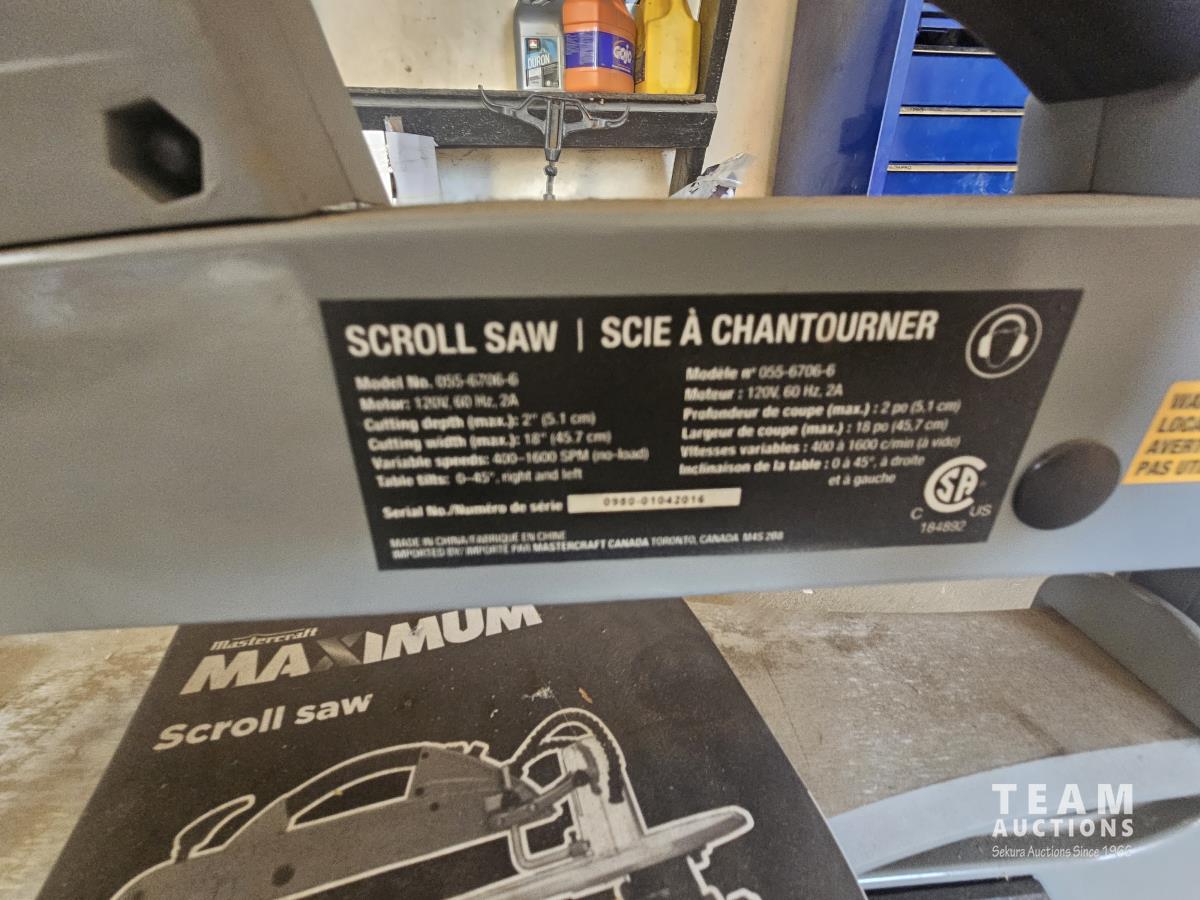 DURON
GOJO
SCROLL SAW | SCIE À CHANTOURNER
Model No. 055-6706-6
Motor: 120V, 60 Hz, 2A
Cutting depth (max.): 2" (5.1 cm)
Cutting width (max.): 18" (45.7 cm)
Variable speeds: 400–1600 SPM (no-load)
Table tilts: 0–45°, right and left
Modèle n° 055-6706-6
Moteur : 120V, 60 Hz, 2A
Profondeur de coupe (max.) : 2 po (5,1 cm)
Largeur de coupe (max.) : 18 po (45,7 cm)
Vitesses variables : 400 à 1600 c/min (à vide)
Inclinaison de la table : 0 à 45°, à droite
et à gauche
Serial No./Numéro de série 0980-01042016
MADE IN CHINA/FABRIQUÉ EN CHINE
IMPORTED BY/IMPORTÉ PAR MASTERCRAFT CANADA TORONTO, CANADA M4S 2B8
C US
184892
WA
LOCA
AVERT
PAS UT
Mastercraft
MAXIMUM
Scroll saw
TEAM
AUCTIONS
Sekura Auctions Since 1966